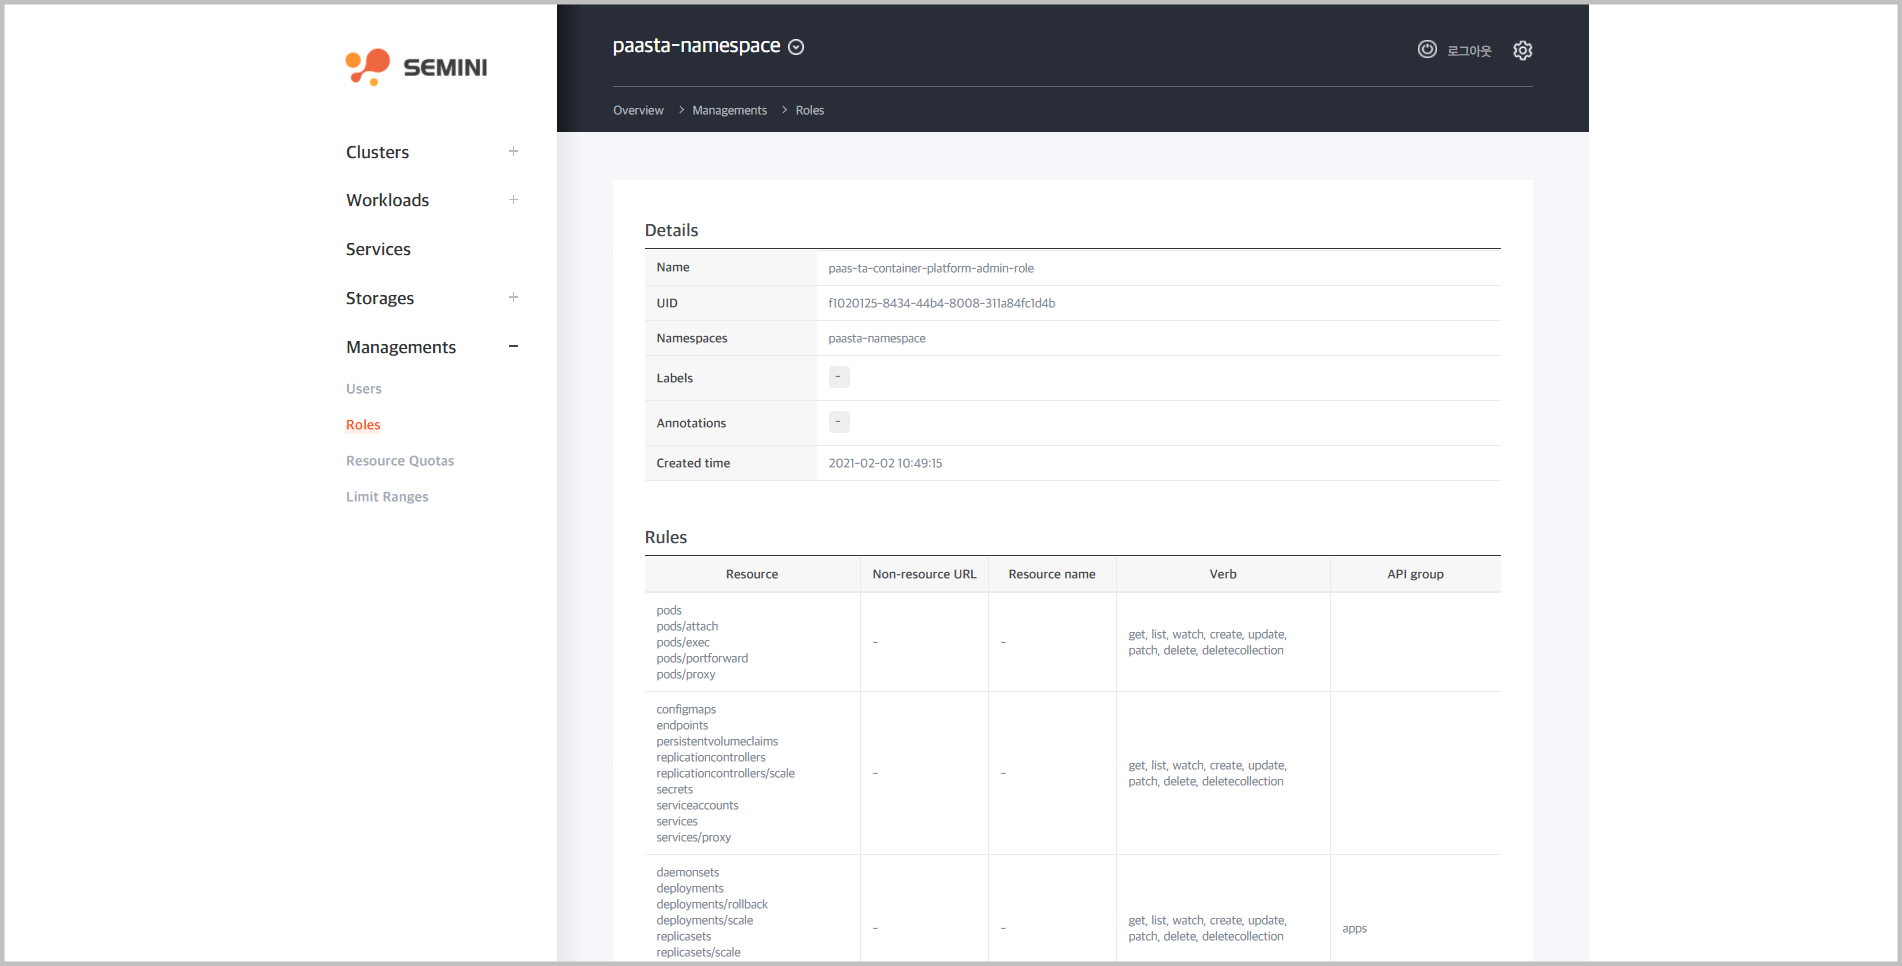 SEMINI
Clusters
Workloads
Services
Storages
Managements
Users
Roles
Resource Quotas
Limit Ranges
paasta-namespace
로그아웃
Overview > Managements > Roles
Details
Name paas-ta-container-platform-admin-role
UID f1020125-8434-44b4-8008-311a84fc1d4b
Namespaces paasta-namespace
Labels -
Annotations -
Created time 2021-02-02 10:49:15
Rules
Resource Non-resource URL Resource name Verb API group
pods
pods/attach
pods/exec
pods/portforward
pods/proxy
- -
get, list, watch, create, update,
patch, delete, deletecollection
configmaps
endpoints
persistentvolumeclaims
replicationcontrollers
replicationcontrollers/scale
secrets
serviceaccounts
services
services/proxy
- -
get, list, watch, create, update,
patch, delete, deletecollection
daemonsets
deployments
deployments/rollback
deployments/scale
replicasets
replicasets/scale
- -
get, list, watch, create, update,
patch, delete, deletecollection
apps